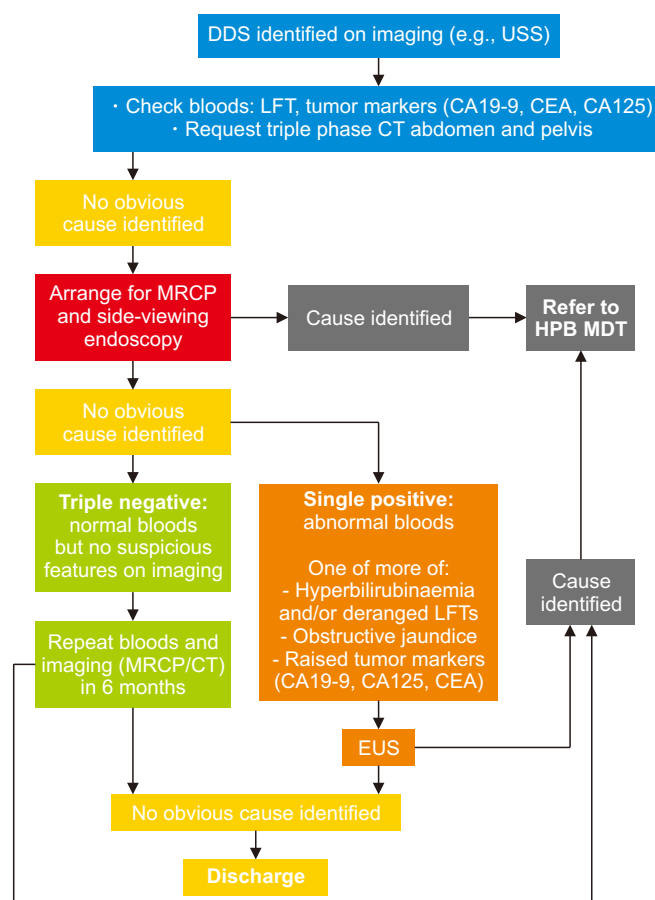 DDS identified on imaging (e.g., USS)
· Check bloods: LFT, tumor markers (CA19-9, CEA, CA125)
· Request triple phase CT abdomen and pelvis
No obvious
cause identified
Arrange for MRCP
and side-viewing
endoscopy
Cause identified
Refer to
HPB MDT
No obvious
cause identified
Triple negative:
normal bloods
but no suspicious
features on imaging
Single positive:
abnormal bloods
One of more of:
- Hyperbilirubinaemia
and/or deranged LFTs
- Obstructive jaundice
- Raised tumor markers
(CA19-9, CA125, CEA)
Cause
identified
Repeat bloods and
imaging (MRCP/CT)
in 6 months
EUS
No obvious cause identified
Discharge